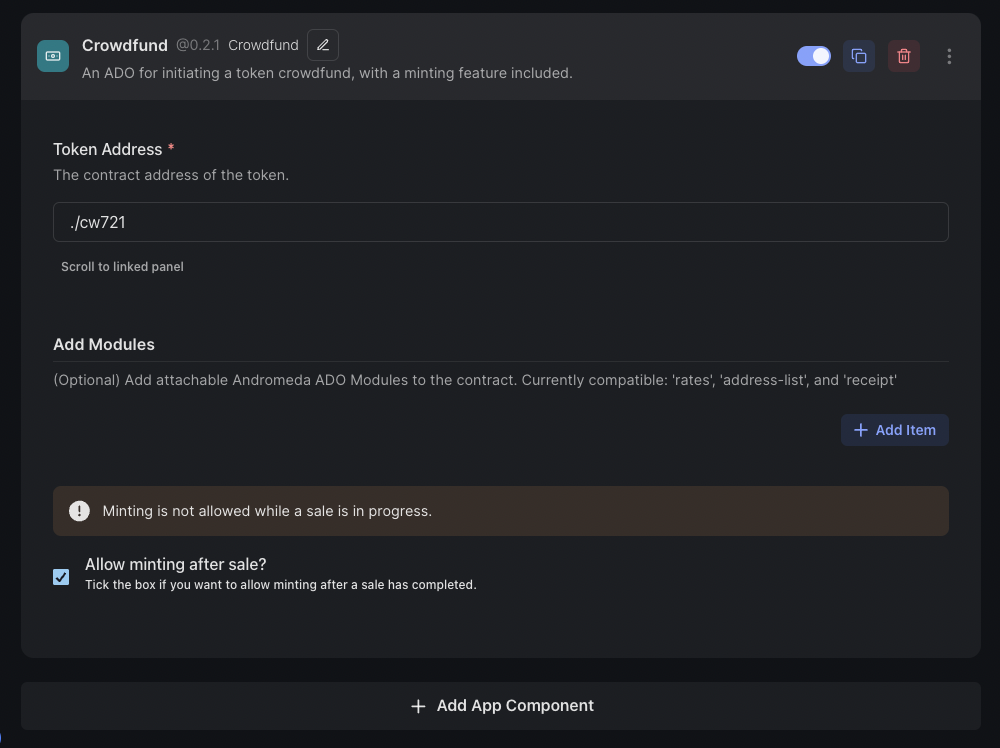 Crowdfund @0.2.1 Crowdfund
An ADO for initiating a token crowdfund, with a minting feature included.
Token Address *
The contract address of the token.
./cw721
Scroll to linked panel
Add Modules
(Optional) Add attachable Andromeda ADO Modules to the contract. Currently compatible: 'rates', 'address-list', and 'receipt'
Add Item
Minting is not allowed while a sale is in progress.
Allow minting after sale?
Tick the box if you want to allow minting after a sale has completed.
Add App Component